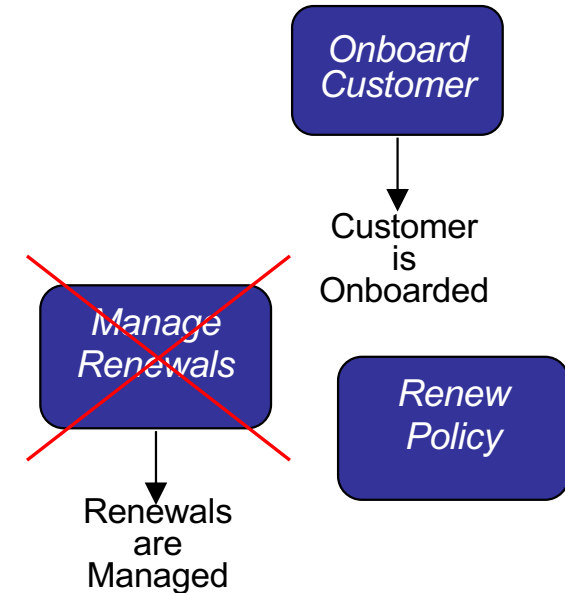 Onboard
Customer
Customer
is
Onboarded
Manage
Renewals
Renewals
are
Managed
Renew
Policy